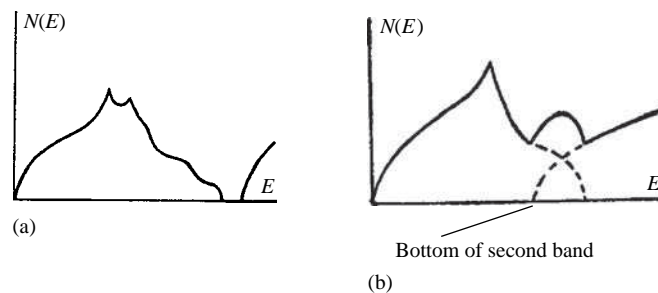 N(E)
E
(a)
N(E)
E
Bottom of second band
(b)